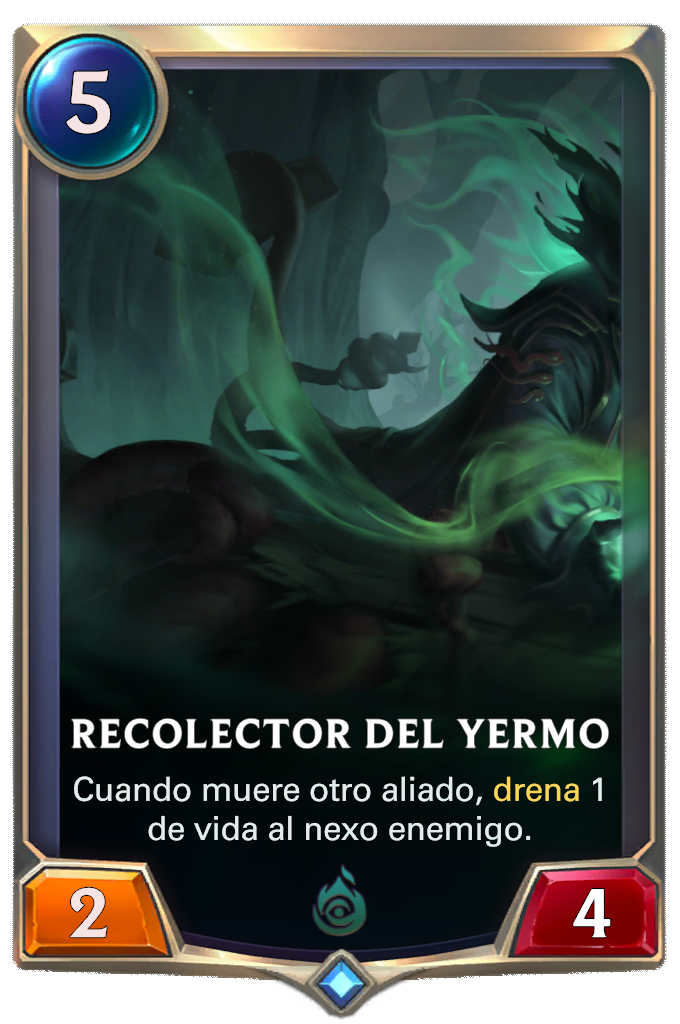 5
RECOLECTOR DEL YERMO
Cuando muere otro aliado, drena 1
de vida al nexo enemigo.
2
4